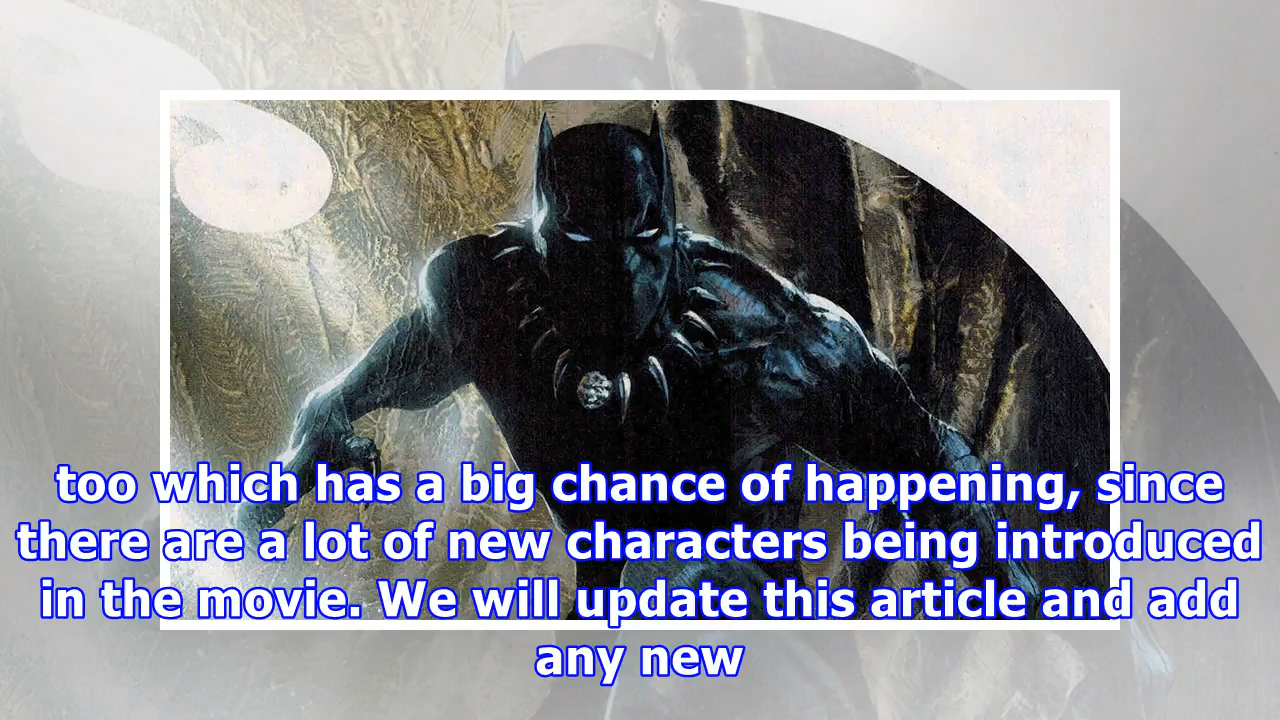 too which has a big chance of happening, since
there are a lot of new characters being introduced
in the movie. We will update this article and add
any new